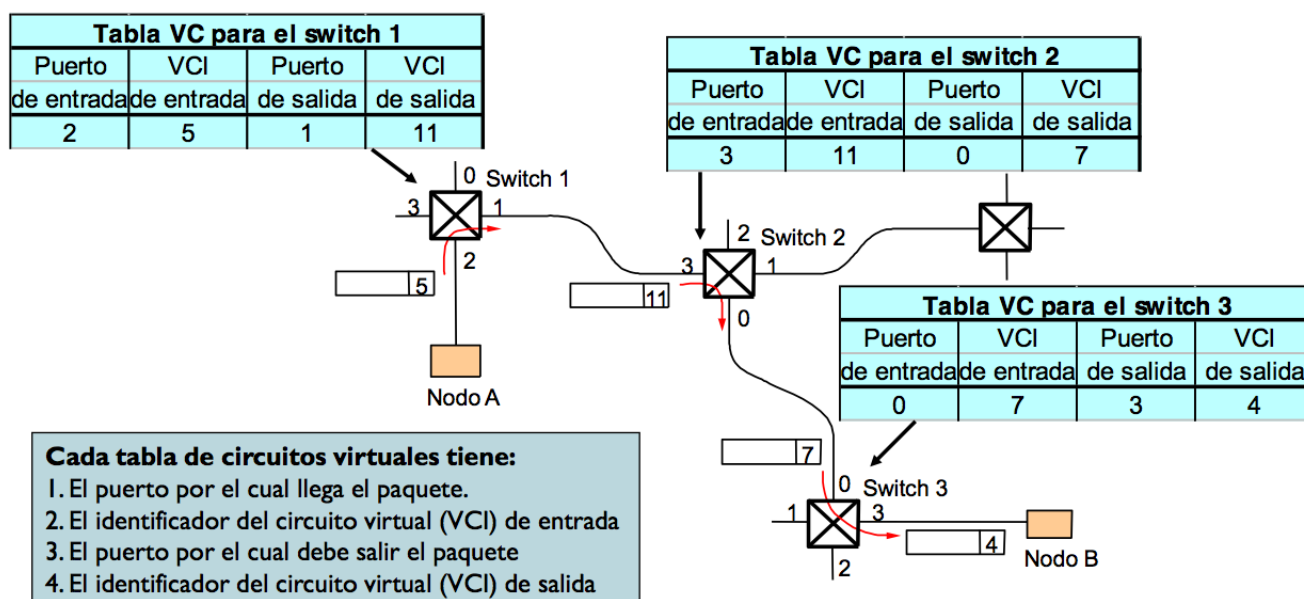 Tabla VC para el switch 1
Puerto VCI Puerto VCI
de entrada de entrada de salida de salida
2 5 1 11
Tabla VC para el switch 2
Puerto VCI Puerto VCI
de entrada de entrada de salida de salida
3 11 0 7
0 Switch 1
3 1
2
5
2 Switch 2
3 1
11
0
Nodo A
Tabla VC para el switch 3
Puerto VCI Puerto VCI
de entrada de entrada de salida de salida
0 7 3 4
7
0 Switch 3
1 3
4
2
Nodo B
Cada tabla de circuitos virtuales tiene:
1. El puerto por el cual llega el paquete.
2. El identificador del circuito virtual (VCI) de entrada
3. El puerto por el cual debe salir el paquete
4. El identificador del circuito virtual (VCI) de salida